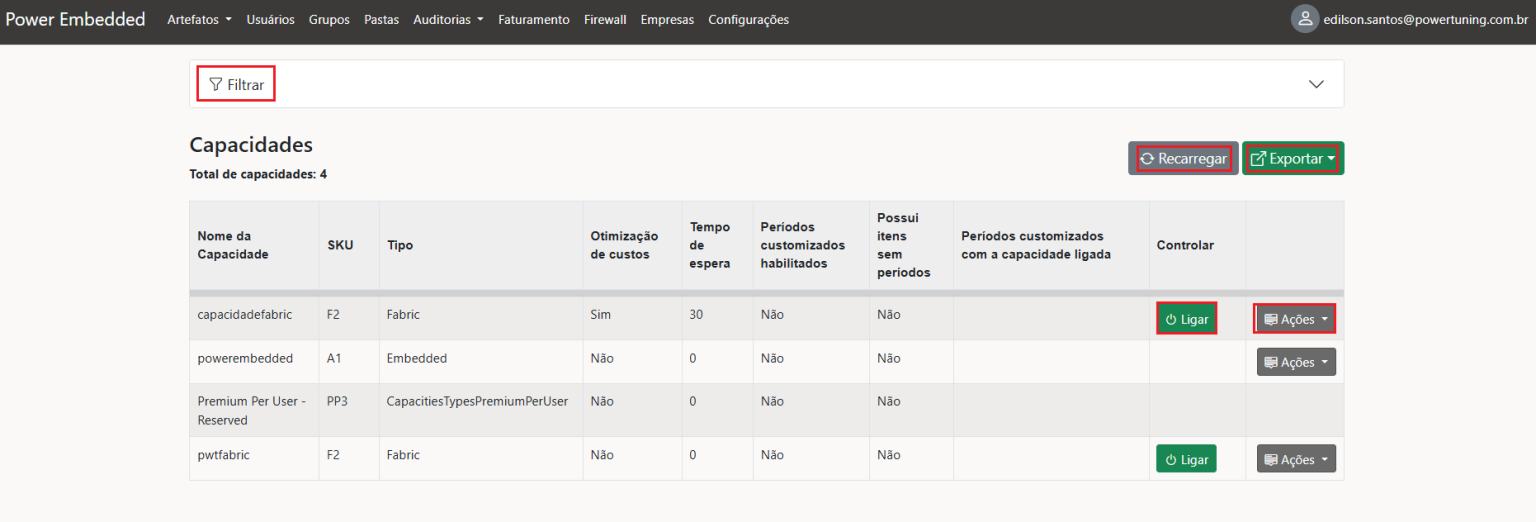 Power Embedded Artefatos Usuários Grupos Pastas Auditorias Faturamento Firewall Empresas Configurações edilson.santos@powertuning.com.br
Filtrar
Capacidades
Total de capacidades: 4
Recarregar Exportar
Nome da Capacidade SKU Tipo Otimização de custos Tempo de espera Períodos customizados habilitados Possui itens sem períodos Períodos customizados com a capacidade ligada Controlar
capacidadefabric F2 Fabric Sim 30 Não Não Ligar Ações
powerembedded A1 Embedded Não 0 Não Não Ações
Premium Per User - Reserved PP3 CapacitiesTypesPremiumPerUser Não 0 Não Não
pwtfabric F2 Fabric Não 0 Não Não Ligar Ações